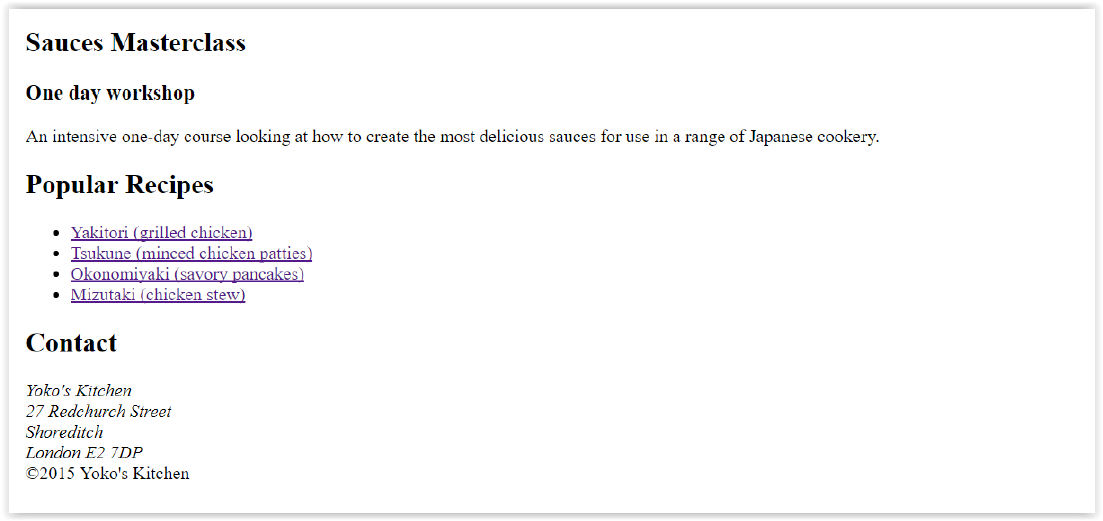 Sauces Masterclass
One day workshop
An intensive one-day course looking at how to create the most delicious sauces for use in a range of Japanese cookery.
Popular Recipes
Yakitori (grilled chicken)
Tsukune (minced chicken patties)
Okonomiyaki (savory pancakes)
Mizutaki (chicken stew)
Contact
Yoko's Kitchen
27 Redchurch Street
Shoreditch
London E2 7DP
©2015 Yoko's Kitchen